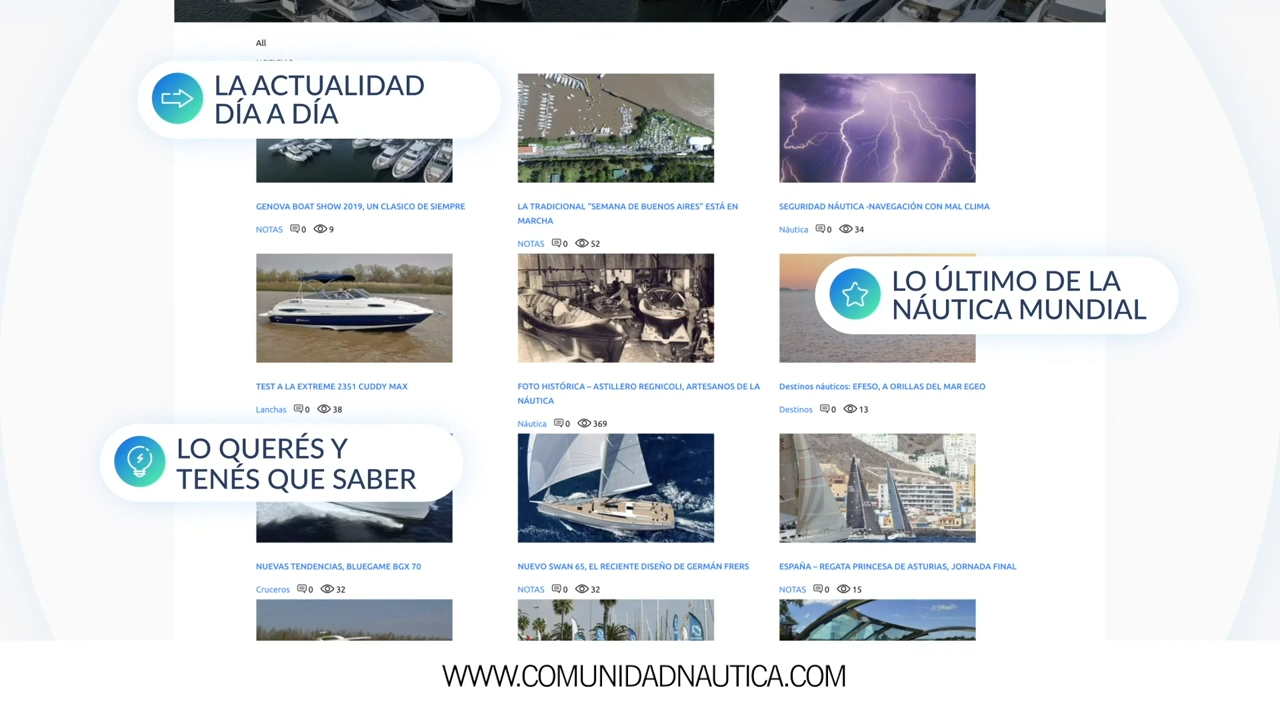 All
LA ACTUALIDAD
DÍA A DÍA
GENOVA BOAT SHOW 2019, UN CLASICO DE SIEMPRE
NOTAS 0 9
LA TRADICIONAL "SEMANA DE BUENOS AIRES" ESTÁ EN
MARCHA
NOTAS 0 52
SEGURIDAD NÁUTICA -NAVEGACIÓN CON MAL CLIMA
Náutica 0 34
LO ÚLTIMO DE LA
NÁUTICA MUNDIAL
TEST A LA EXTREME 2351 CUDDY MAX
Lanchas 0 38
FOTO HISTÓRICA – ASTILLERO REGNICOLI, ARTESANOS DE LA
NÁUTICA
Náutica 0 369
Destinos náuticos: EFESO, A ORILLAS DEL MAR EGEO
Destinos 0 13
LO QUERÉS Y
TENÉS QUE SABER
NUEVAS TENDENCIAS, BLUEGAME BGX 70
Cruceros 0 32
NUEVO SWAN 65, EL RECIENTE DISEÑO DE GERMÁN FRERS
NOTAS 0 32
ESPAÑA – REGATA PRINCESA DE ASTURIAS, JORNADA FINAL
NOTAS 0 15
WWW.COMUNIDADNAUTICA.COM